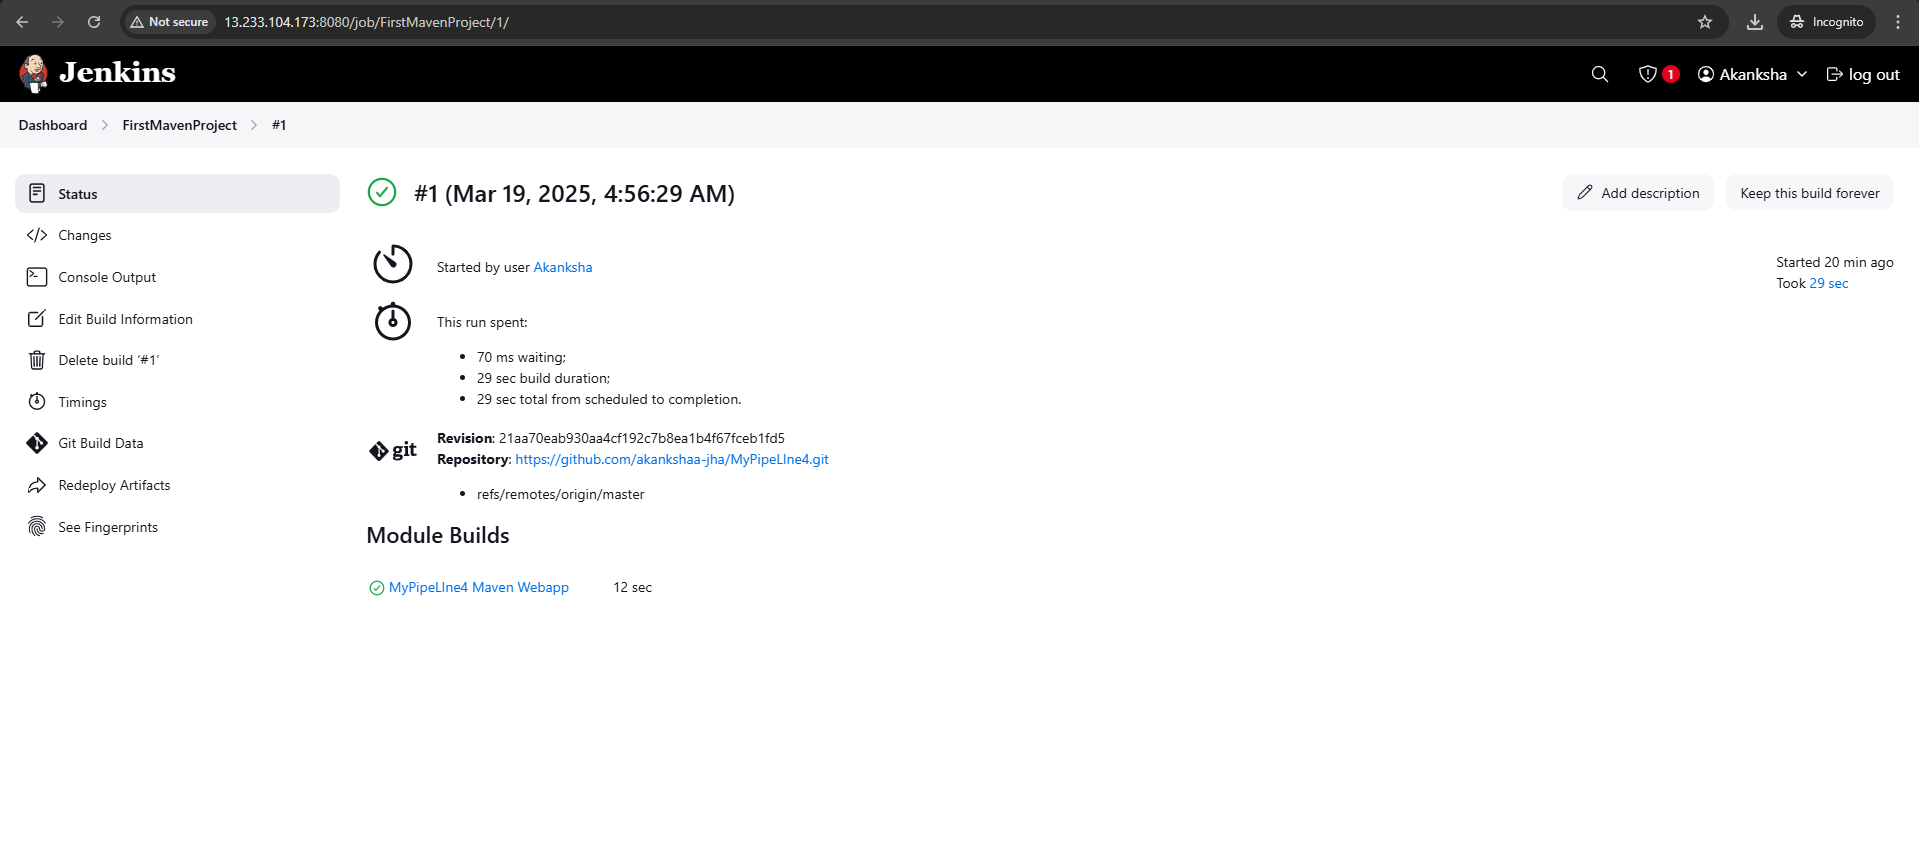 Not secure 13.233.104.173:8080/job/FirstMavenProject/1/ Incognito
Jenkins 1 Akanksha log out
Dashboard FirstMavenProject #1
Status
Changes
Console Output
Edit Build Information
Delete build ‘#1’
Timings
Git Build Data
Redeploy Artifacts
See Fingerprints
#1 (Mar 19, 2025, 4:56:29 AM)
Add description Keep this build forever
Started by user Akanksha
Started 20 min ago
Took 29 sec
This run spent:
70 ms waiting;
29 sec build duration;
29 sec total from scheduled to completion.
git
Revision: 21aa70eab930aa4cf192c7b8ea1b4f67fceb1fd5
Repository: https://github.com/akankshaa-jha/MyPipeLIne4.git
refs/remotes/origin/master
Module Builds
MyPipeLIne4 Maven Webapp 12 sec